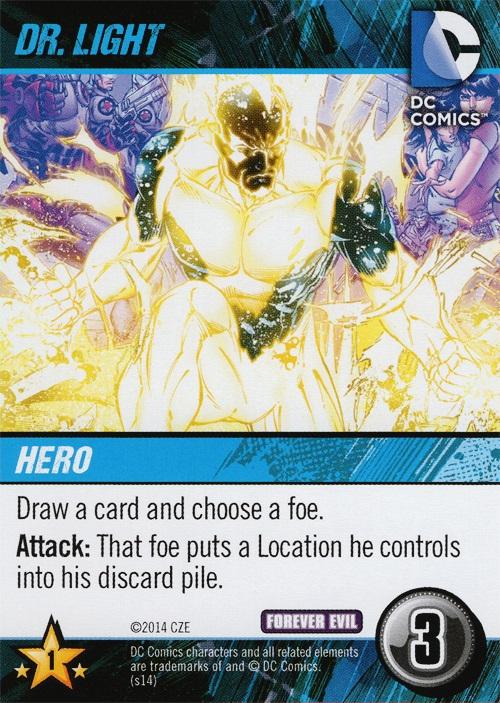 DR. LIGHT
DC
COMICS™
HERO
Draw a card and choose a foe.
Attack: That foe puts a Location he controls
into his discard pile.
©2014 CZE
FOREVER EVIL
1
3
DC Comics characters and all related elements
are trademarks of and © DC Comics.
(s14)